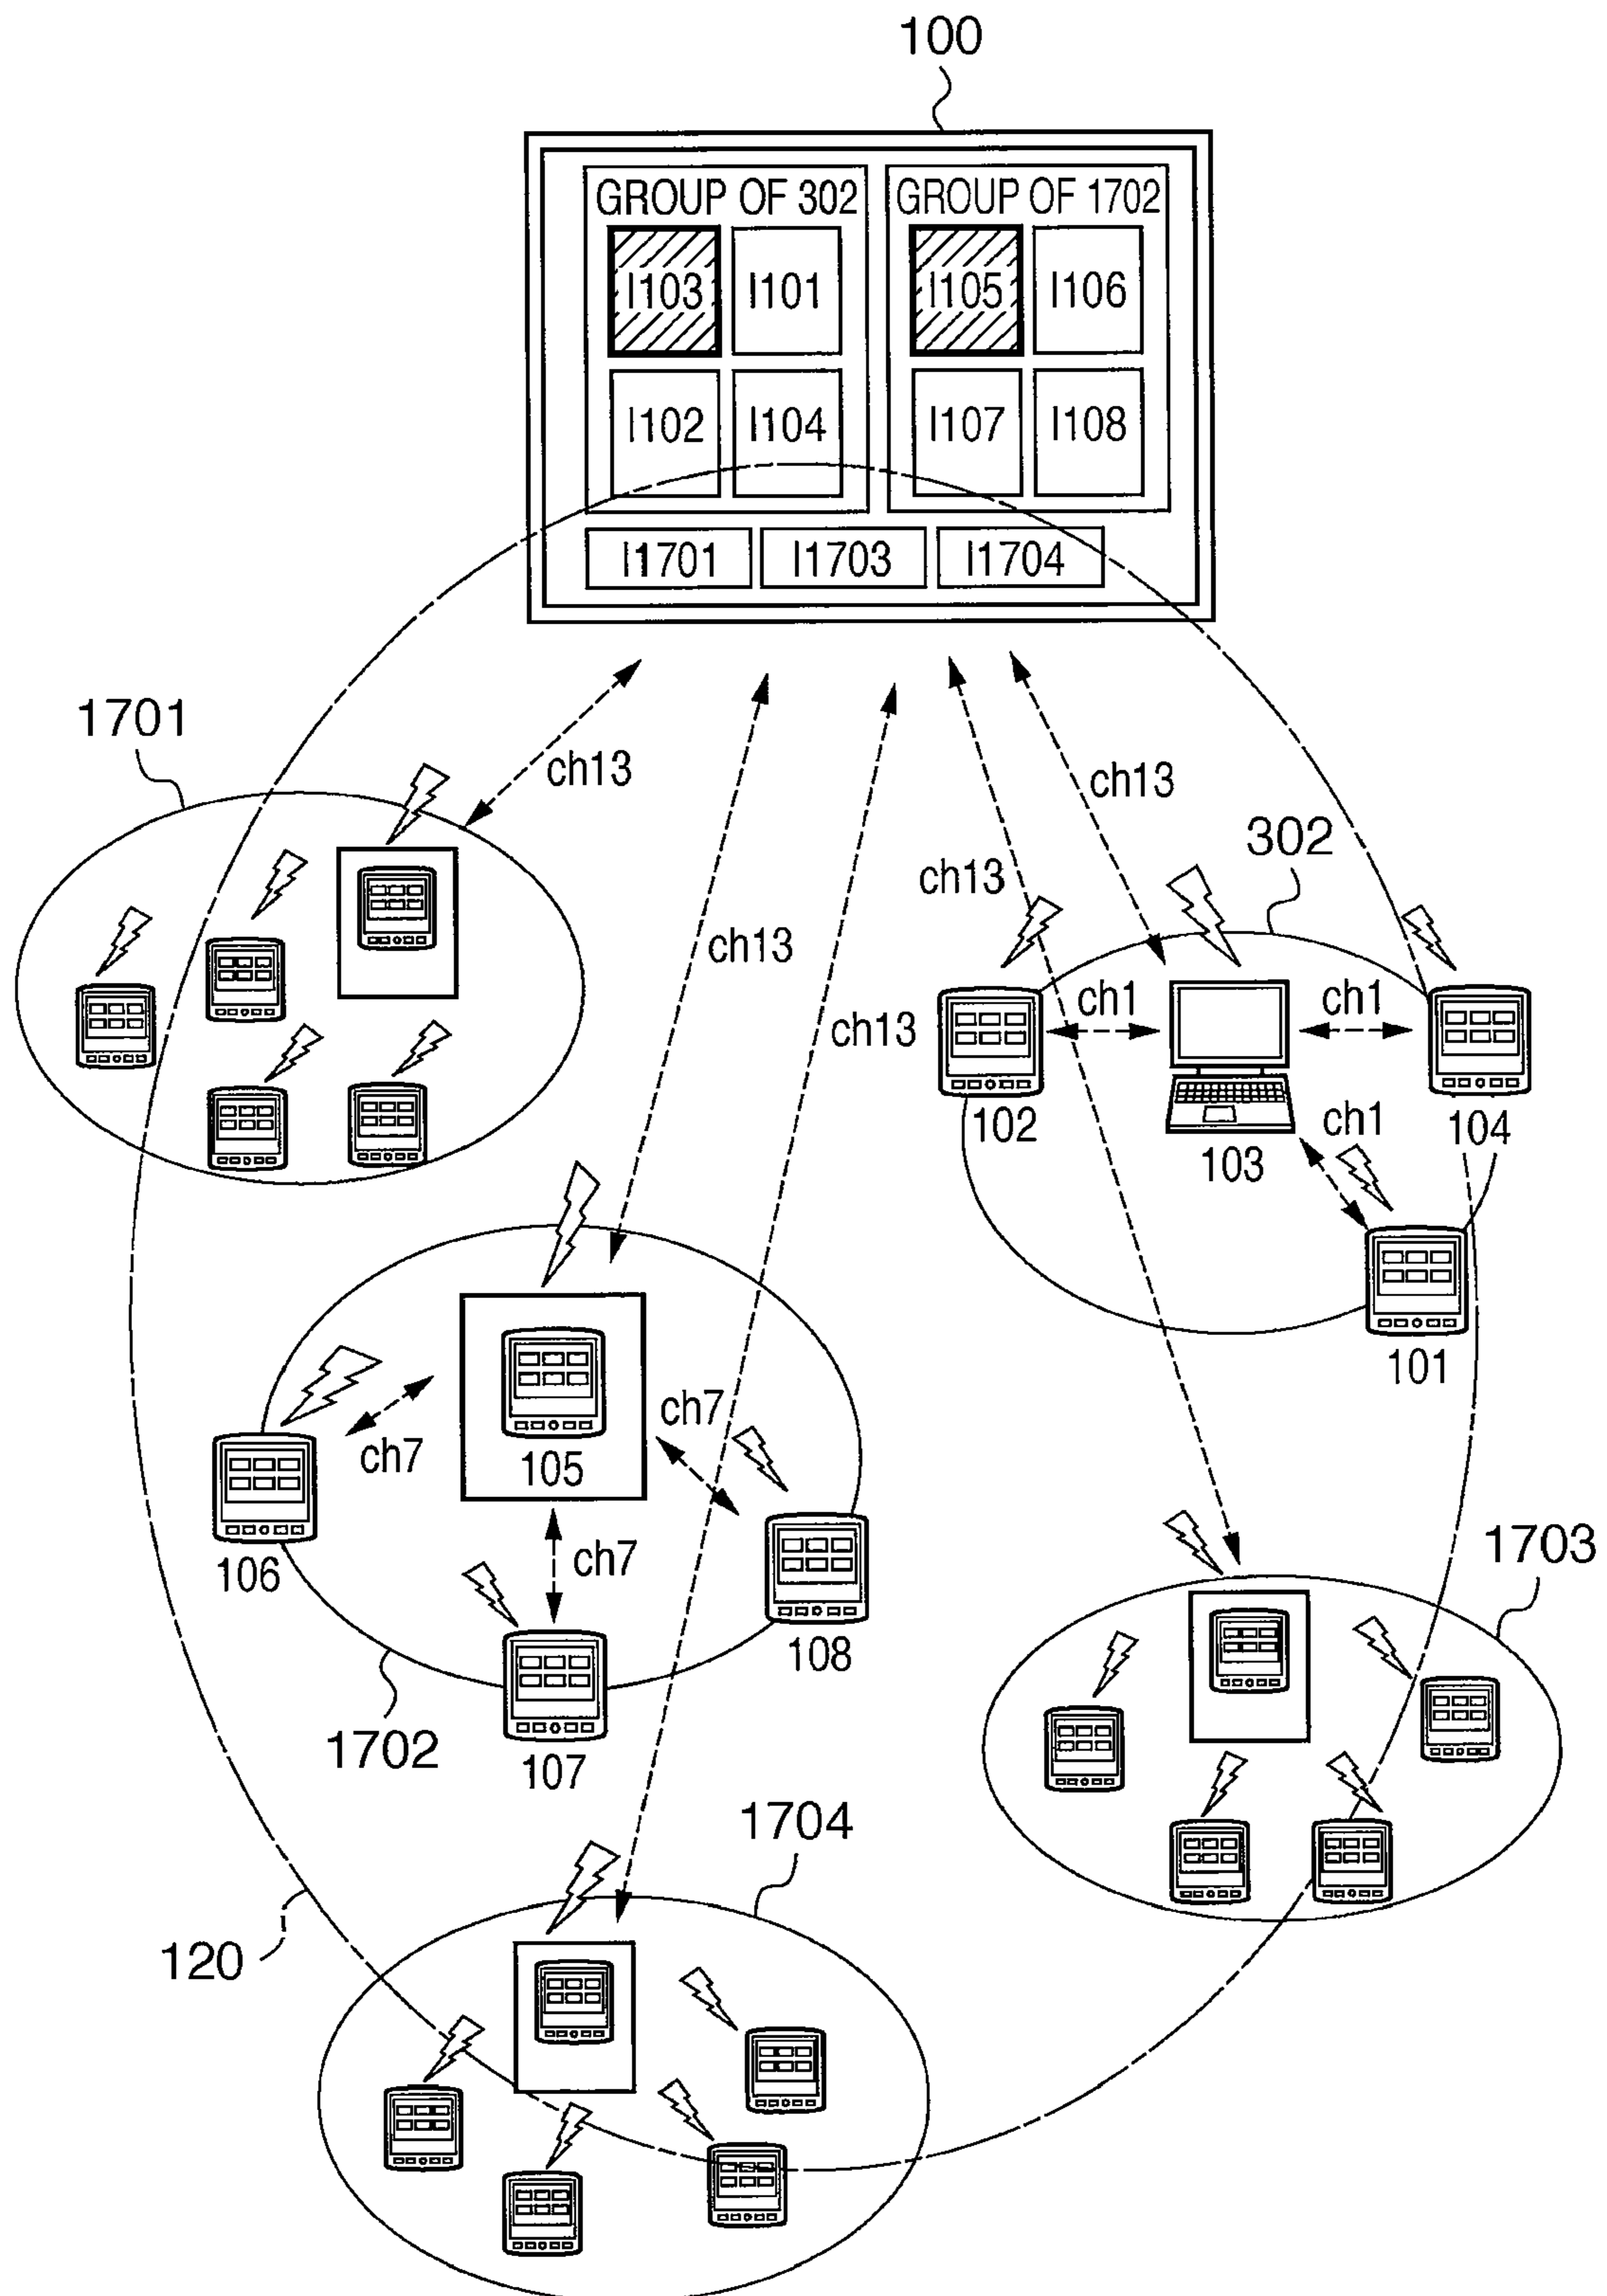 100
GROUP OF 302
GROUP OF 1702
I103
I101
I105
I106
I102
I104
I107
I108
I1701
I1703
I1704
1701
ch13
ch13
302
ch13
ch13
ch13
ch1
ch1
102
103
ch1
104
101
ch7
ch7
105
106
ch7
108
1703
1702
107
1704
120